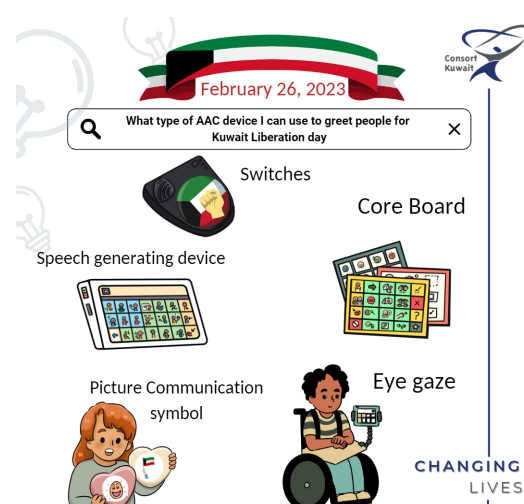 Consort
Kuwait
February 26, 2023
What type of AAC device I can use to greet people for
Kuwait Liberation day
Switches
Core Board
Speech generating device
Picture Communication
symbol
Eye gaze
CHANGING
LIVES